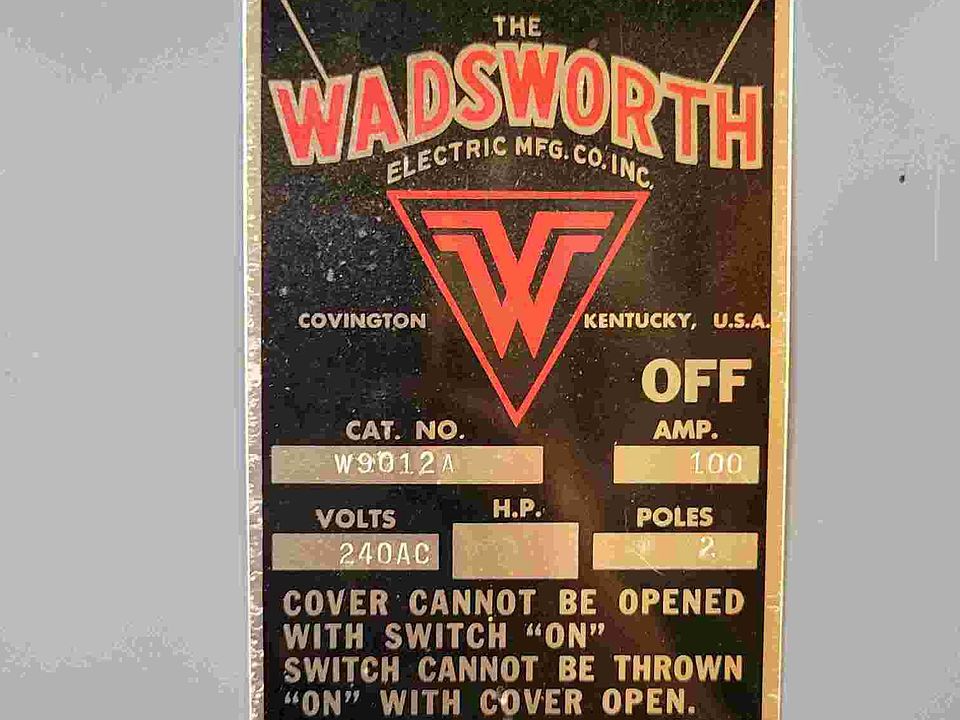 THE
WADSWORTH
ELECTRIC MFG. CO. INC.
W
COVINGTON KENTUCKY, U.S.A.
OFF
CAT. NO. AMP.
W9012A 100
VOLTS H.P. POLES
240AC 2
COVER CANNOT BE OPENED
WITH SWITCH “ON”
SWITCH CANNOT BE THROWN
“ON” WITH COVER OPEN.